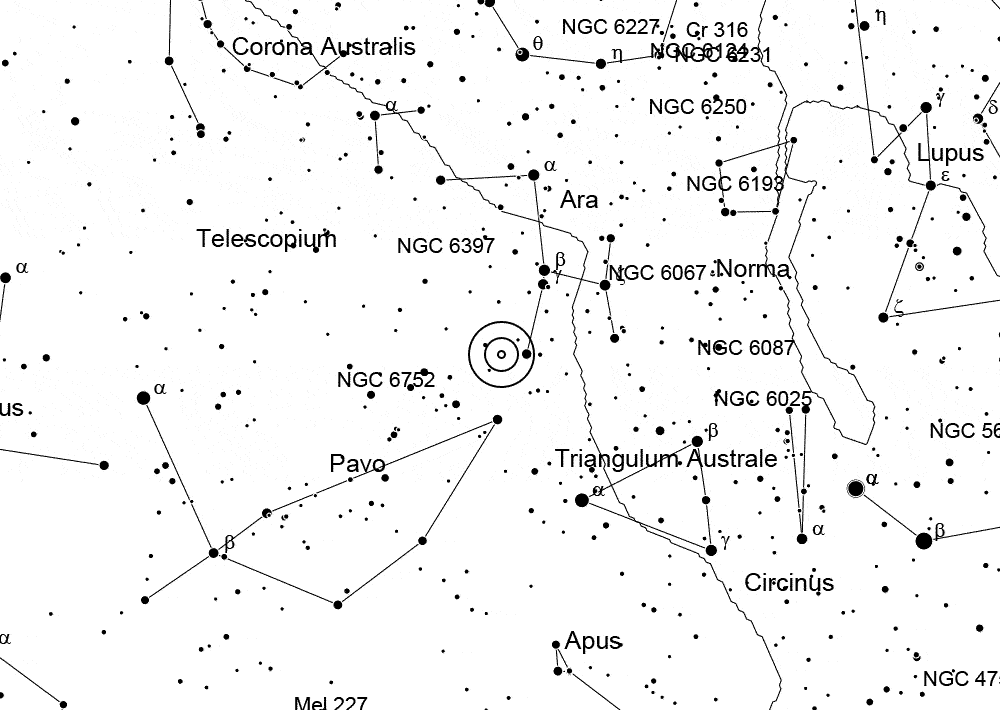 NGC 6227
Cr 316
η
Corona Australis
θ
η
NGC 6124
NGC 6231
α
NGC 6250
γ
δ
α
Lupus
NGC 6193
ε
Ara
Telescopium
NGC 6397
β
α
γ
NGC 6067
ζ
Norma
ζ
NGC 6087
NGC 6752
α
NGC 6025
us
β
NGC 56
Pavo
Triangulum Australe
α
α
β
γ
α
β
Circinus
α
Apus
NGC 47
Mel 227